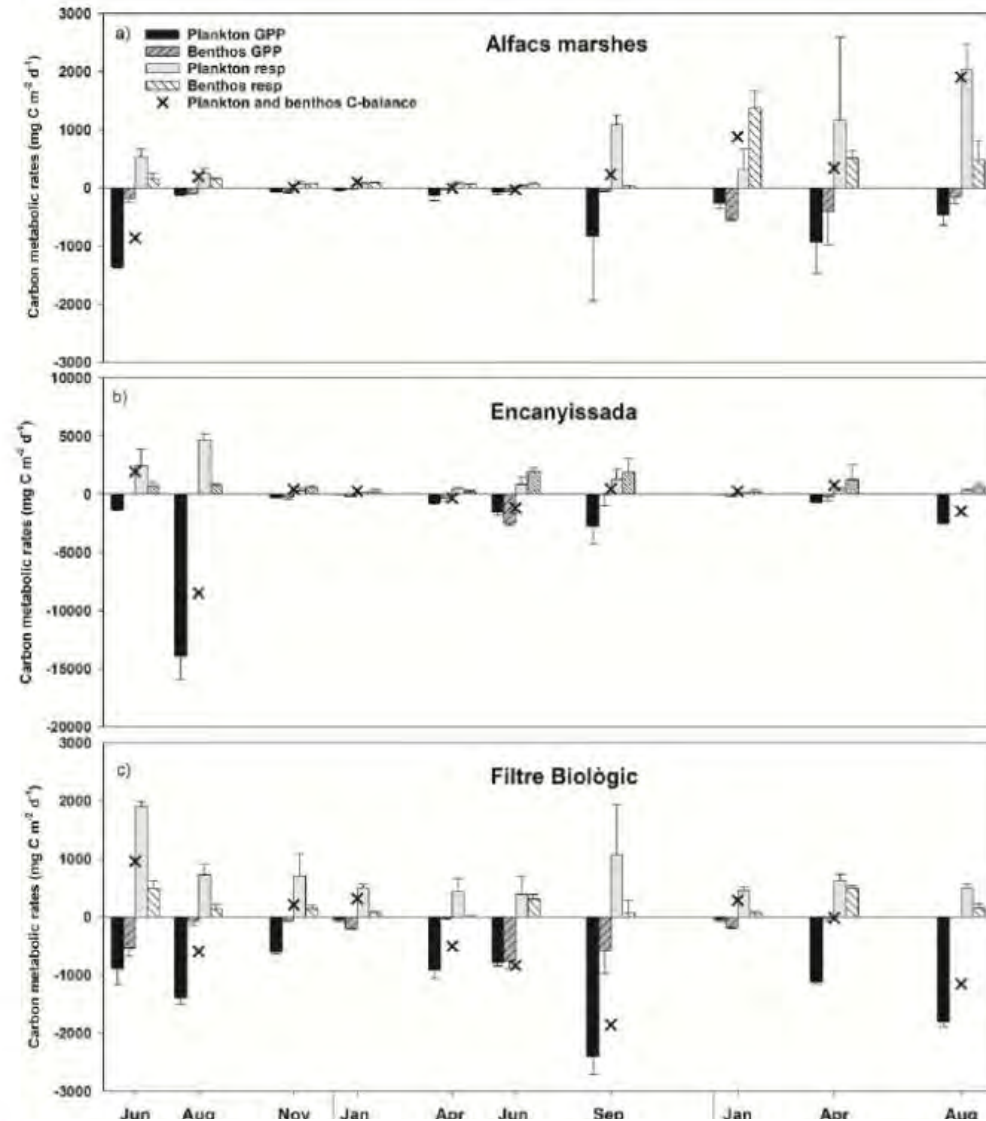 a)
Plankton GPP
Benthos GPP
Plankton resp
Benthos resp
Plankton and benthos C-balance
Alfacs marshes
Carbon metabolic rates (mg C m⁻² d⁻¹)
3000
2000
1000
0
-1000
-2000
-3000
b)
Encanyissada
Carbon metabolic rates (mg C m⁻² d⁻¹)
10000
5000
0
-5000
-10000
-15000
-20000
c)
Filtre Biològic
Carbon metabolic rates (mg C m⁻² d⁻¹)
3000
2000
1000
0
-1000
-2000
-3000
Jun Aug Nov Jan Apr Jun Sep Jan Apr Aug